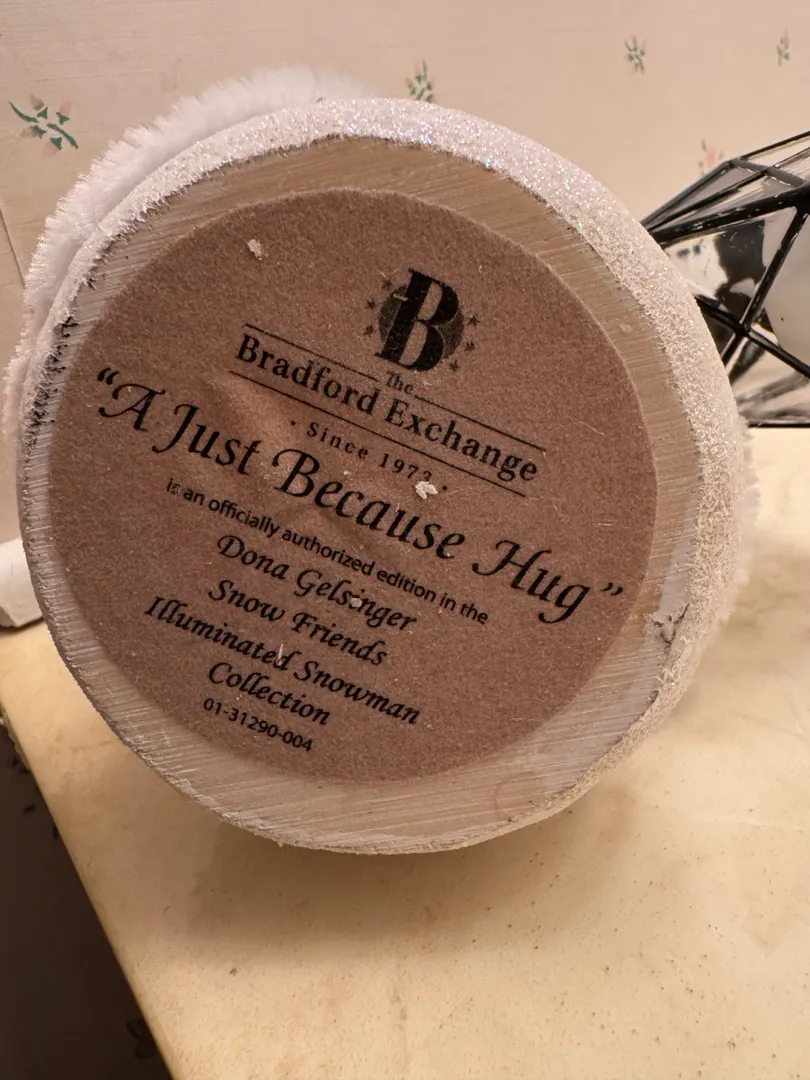 B
The
Bradford Exchange
· Since 1973 ·
“A Just Because Hug”
is an officially authorized edition in the
Dona Gelsinger
Snow Friends
Illuminated Snowman
Collection
01-31290-004